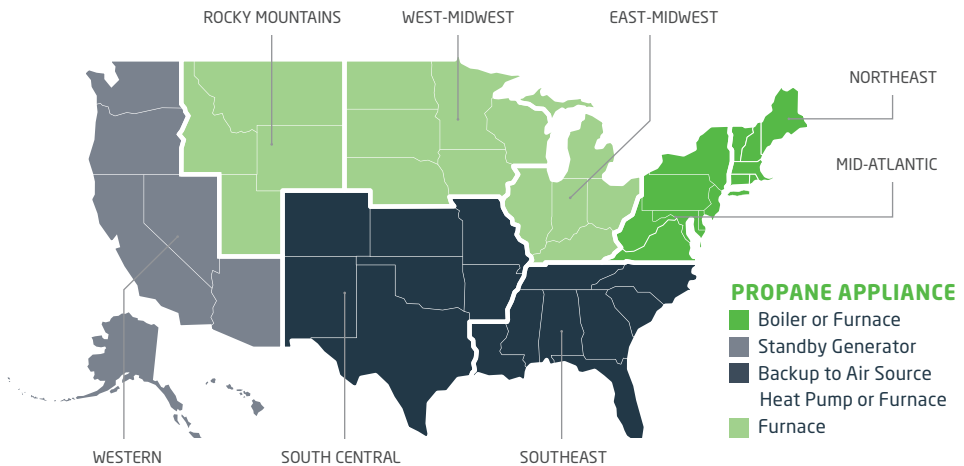 ROCKY MOUNTAINS
WEST-MIDWEST
EAST-MIDWEST
NORTHEAST
MID-ATLANTIC
PROPANE APPLIANCE
Boiler or Furnace
Standby Generator
Backup to Air Source
Heat Pump or Furnace
Furnace
WESTERN
SOUTH CENTRAL
SOUTHEAST